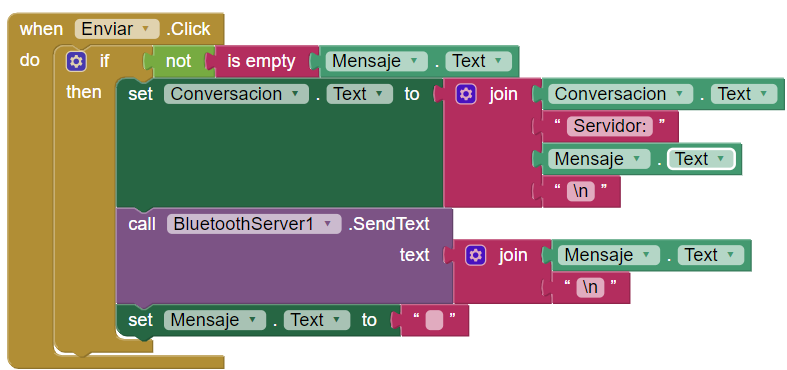 when Enviar .Click
do if not is empty Mensaje . Text
then set Conversacion . Text to join Conversacion . Text
“ Servidor: ”
Mensaje . Text
“ \n ”
call BluetoothServer1 .SendText
text join Mensaje . Text
“ \n ”
set Mensaje . Text to “ ”